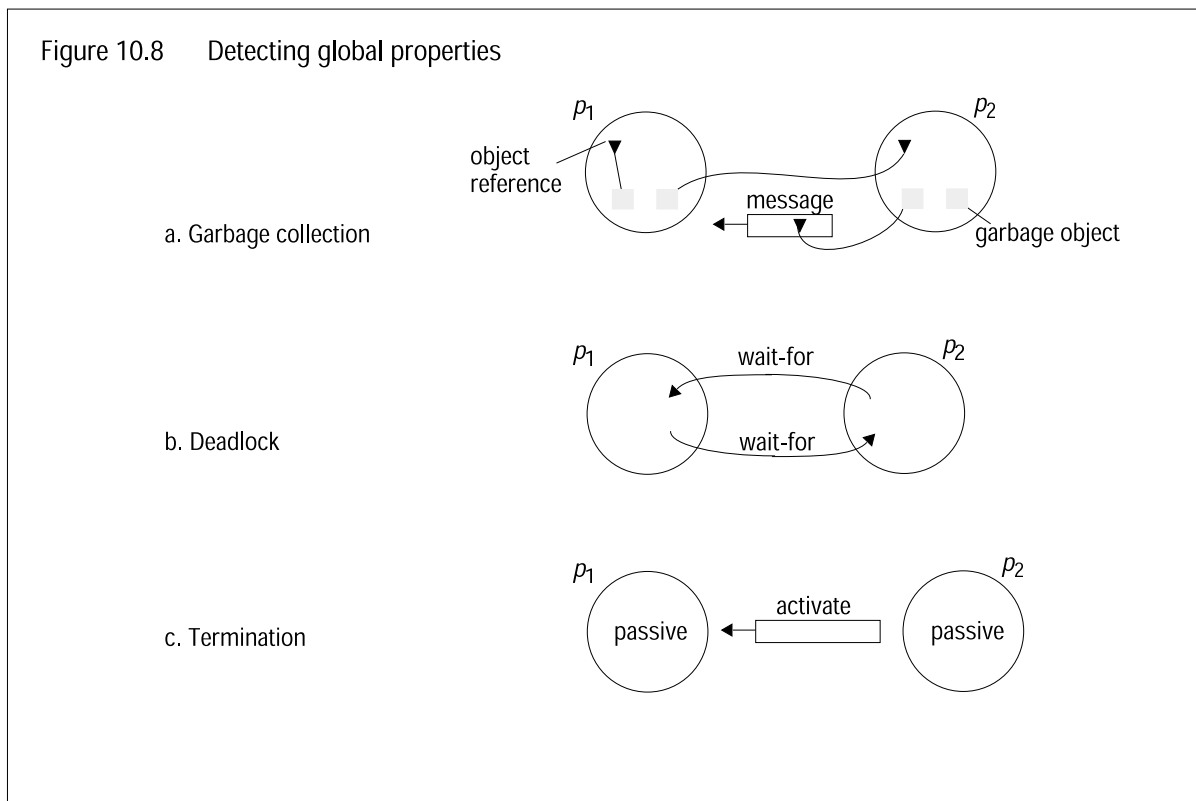 Figure 10.8 Detecting global properties
p1
p2
object
reference
message
garbage object
a. Garbage collection
p1
wait-for
p2
b. Deadlock
wait-for
p1
p2
activate
c. Termination
passive
passive